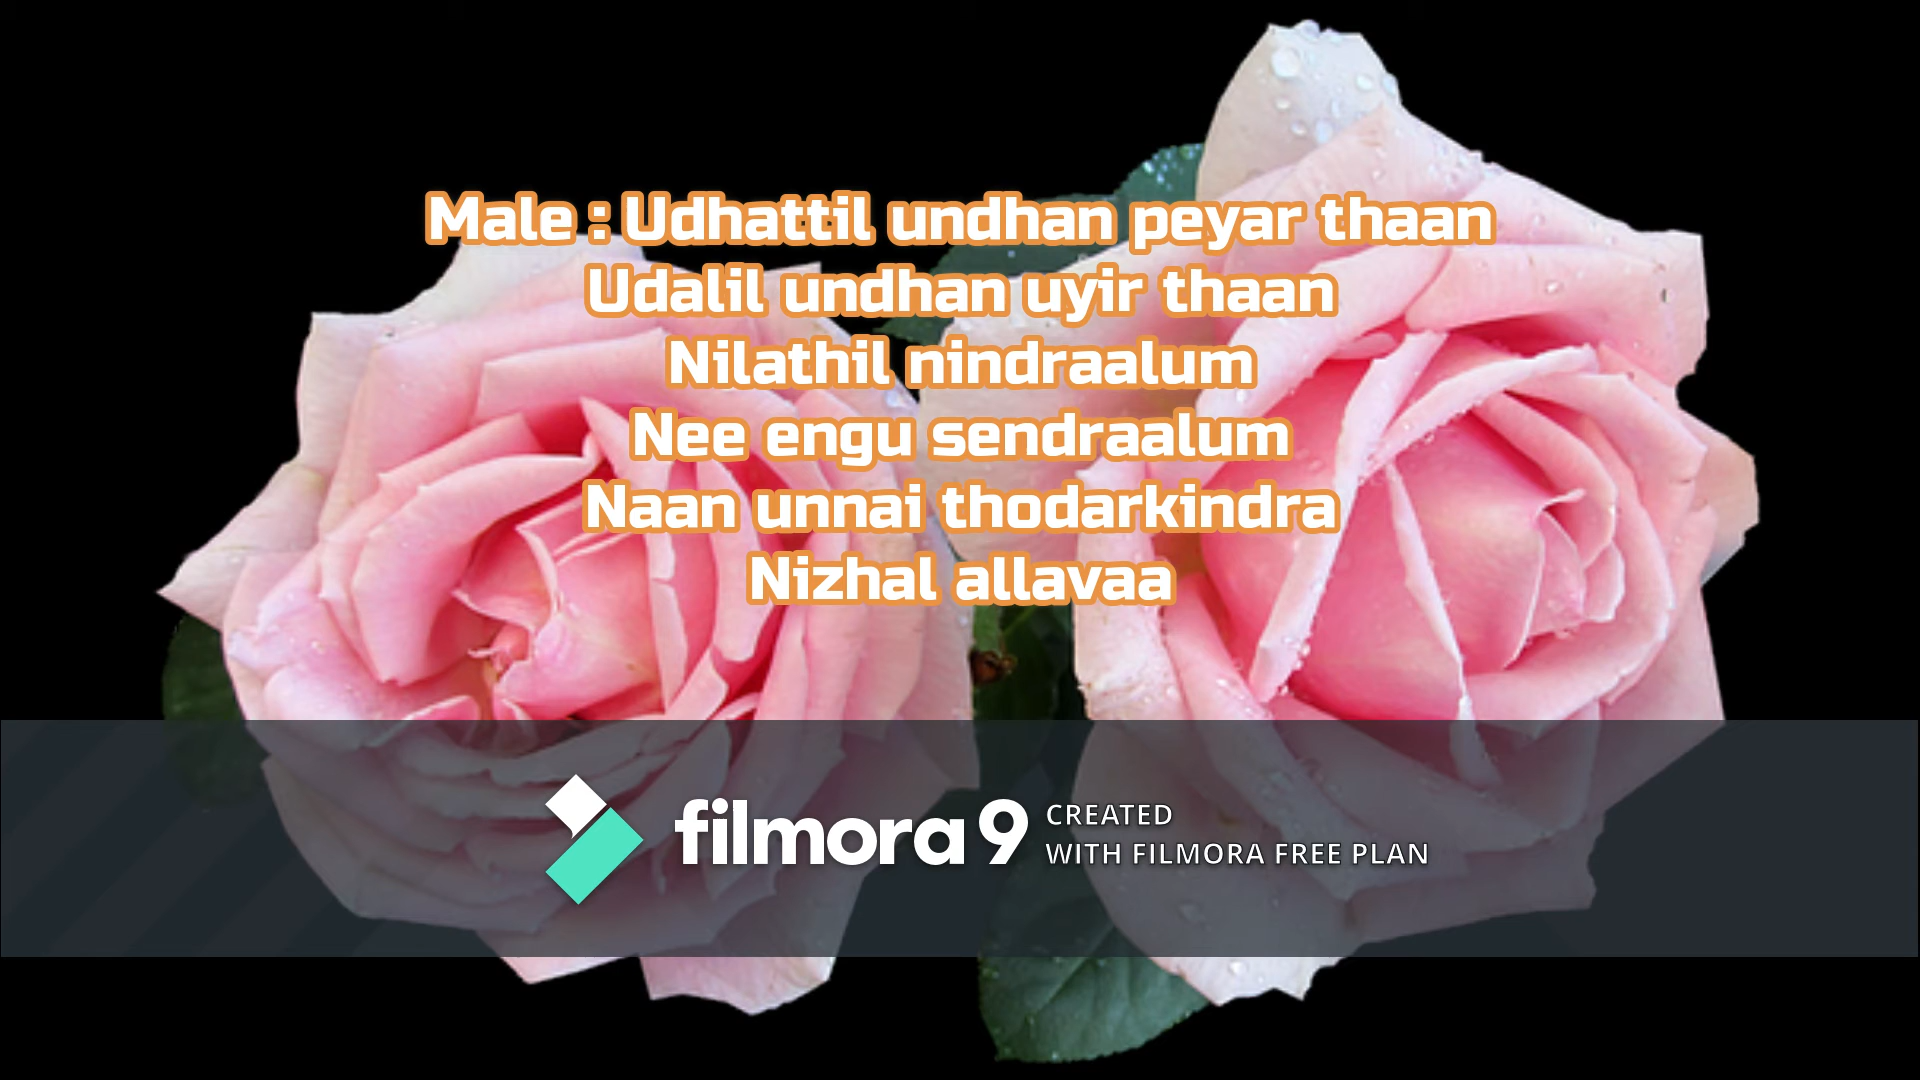 Male : Udhattil undhan peyar thaan
Udalil undhan uyir thaan
Nilathil nindraalum
Nee engu sendraalum
Naan unnai thodarkindra
Nizhal allavaa
filmora 9
CREATED
WITH FILMORA FREE PLAN